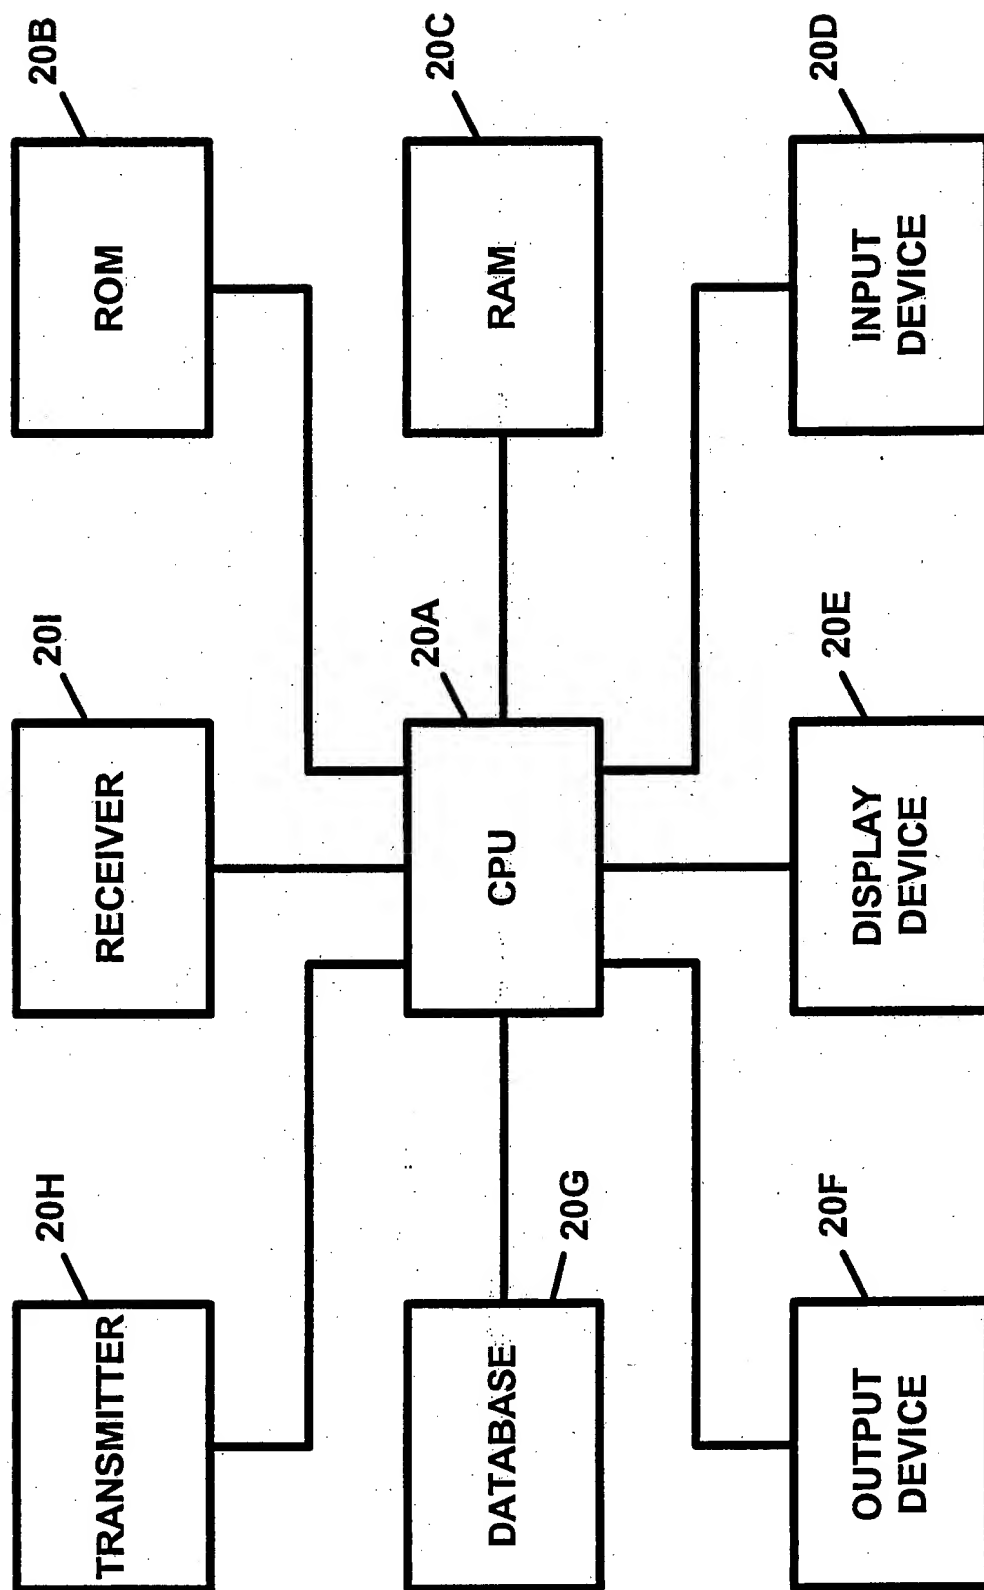 20H
20I
20B
TRANSMITTER
RECEIVER
ROM
20A
20C
DATABASE
CPU
RAM
20G
20F
20E
20D
OUTPUT
DEVICE
DISPLAY
DEVICE
INPUT
DEVICE